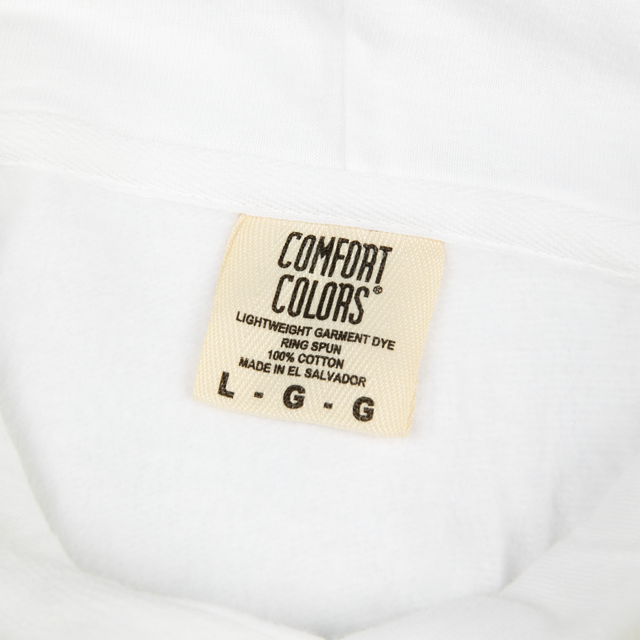 COMFORT
COLORS®
LIGHTWEIGHT GARMENT DYE
RING SPUN
100% COTTON
MADE IN EL SALVADOR
L - G - G